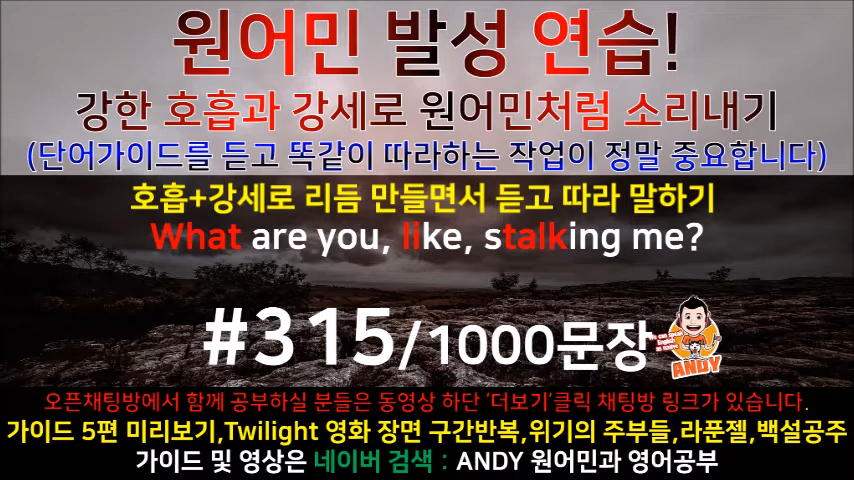 원어민 발성 연습!
강한 호흡과 강세로 원어민처럼 소리내기
(단어가이드를 듣고 똑같이 따라하는 작업이 정말 중요합니다)
호흡+강세로 리듬 만들면서 듣고 따라 말하기
What are you, like, stalking me?
#315/1000문장
ANDY
오픈채팅방에서 함께 공부하실 분들은 동영상 하단 '더보기'클릭 채팅방 링크가 있습니다.
가이드 5편 미리보기,Twilight 영화 장면 구간반복,위기의 주부들,라푼젤,백설공주
가이드 및 영상은 네이버 검색 : ANDY 원어민과 영어공부